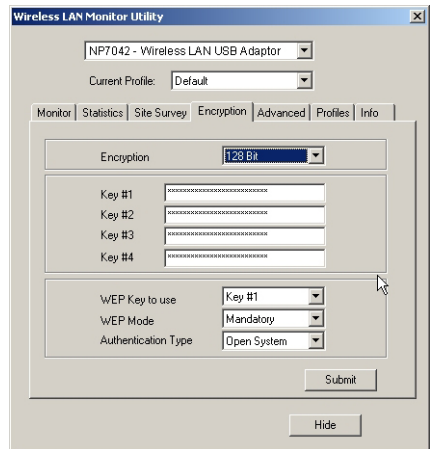 Wireless LAN Monitor Utility
NP7042 - Wireless LAN USB Adaptor
Current Profile: Default
Monitor Statistics Site Survey Encryption Advanced Profiles Info
Encryption 128 Bit
Key #1 ××××××××××××××××××××××××××
Key #2 ××××××××××××××××××××××××××
Key #3 ××××××××××××××××××××××××××
Key #4 ××××××××××××××××××××××××××
WEP Key to use Key #1
WEP Mode Mandatory
Authentication Type Open System
Submit
Hide